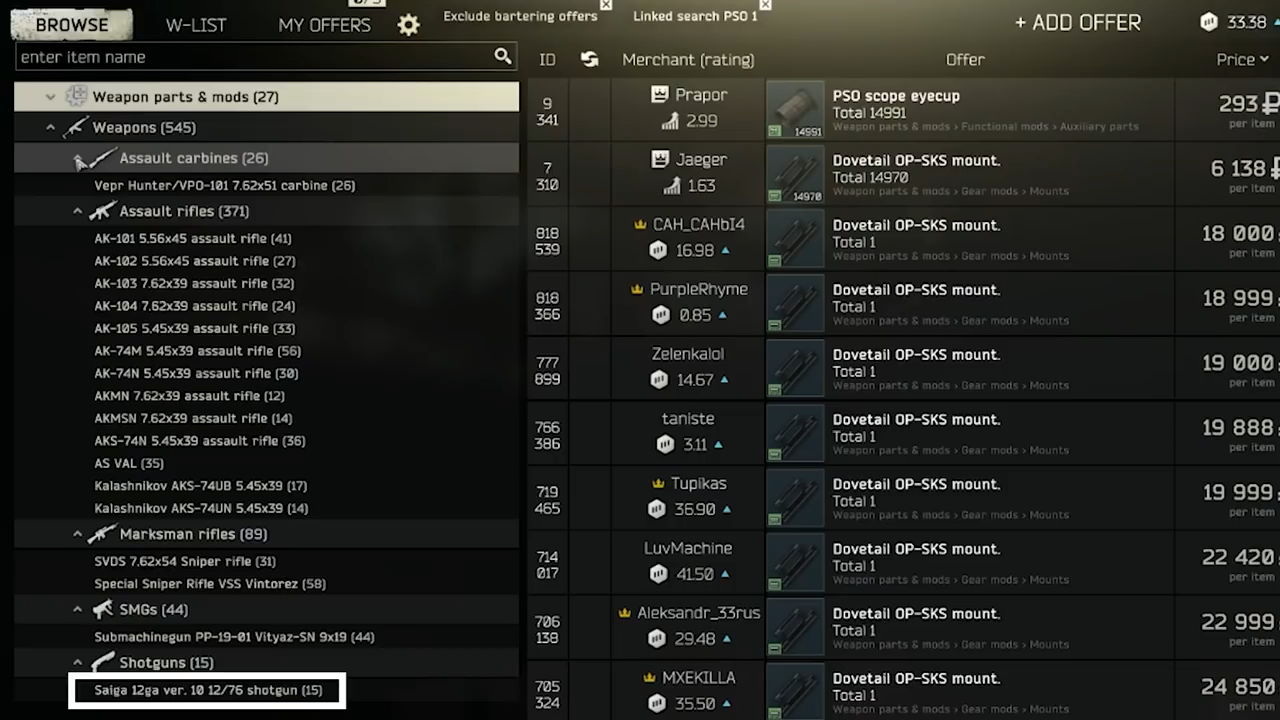 BROWSE
W-LIST
MY OFFERS
Exclude bartering offers
Linked search PSO 1
+ ADD OFFER
33.38
enter item name
ID
Merchant (rating)
Offer
Price
Weapon parts & mods (27)
Weapons (545)
Assault carbines (26)
Vepr Hunter/VPO-101 7.62x51 carbine (26)
Assault rifles (371)
AK-101 5.56x45 assault rifle (41)
AK-102 5.56x45 assault rifle (27)
AK-103 7.62x39 assault rifle (32)
AK-104 7.62x39 assault rifle (24)
AK-105 5.45x39 assault rifle (33)
AK-74M 5.45x39 assault rifle (56)
AK-74N 5.45x39 assault rifle (30)
AKMN 7.62x39 assault rifle (12)
AKMSN 7.62x39 assault rifle (14)
AKS-74N 5.45x39 assault rifle (36)
AS VAL (35)
Kalashnikov AKS-74UB 5.45x39 (17)
Kalashnikov AKS-74UN 5.45x39 (14)
Marksman rifles (89)
SVDS 7.62x54 Sniper rifle (31)
Special Sniper Rifle VSS Vintorez (58)
SMGs (44)
Submachinegun PP-19-01 Vityaz-SN 9x19 (44)
Shotguns (15)
Saiga 12ga ver. 10 12/76 shotgun (15)
9
341
Prapor
2.99
14991
PSO scope eyecup
Total 14991
Weapon parts & mods > Functional mods > Auxiliary parts
293 ₽
per item
7
310
Jaeger
1.63
14970
Dovetail OP-SKS mount.
Total 14970
Weapon parts & mods > Gear mods > Mounts
6 138 ₽
per item
818
539
CAH_CAHbI4
16.98
Dovetail OP-SKS mount.
Total 1
Weapon parts & mods > Gear mods > Mounts
18 000
per item
818
366
PurpleRhyme
0.85
Dovetail OP-SKS mount.
Total 1
Weapon parts & mods > Gear mods > Mounts
18 999
per item
777
899
Zelenkalol
14.67
Dovetail OP-SKS mount.
Total 1
Weapon parts & mods > Gear mods > Mounts
19 000
per item
766
386
taniste
3.11
Dovetail OP-SKS mount.
Total 1
Weapon parts & mods > Gear mods > Mounts
19 888
per item
719
465
Tupikas
36.90
Dovetail OP-SKS mount.
Total 1
Weapon parts & mods > Gear mods > Mounts
19 999
per item
714
017
LuvMachine
41.50
Dovetail OP-SKS mount.
Total 1
Weapon parts & mods > Gear mods > Mounts
22 420
per item
706
138
Aleksandr_33rus
29.48
Dovetail OP-SKS mount.
Total 1
Weapon parts & mods > Gear mods > Mounts
22 999
per item
705
324
MXEKILLA
35.50
Dovetail OP-SKS mount.
Total 1
Weapon parts & mods > Gear mods > Mounts
24 850
per item